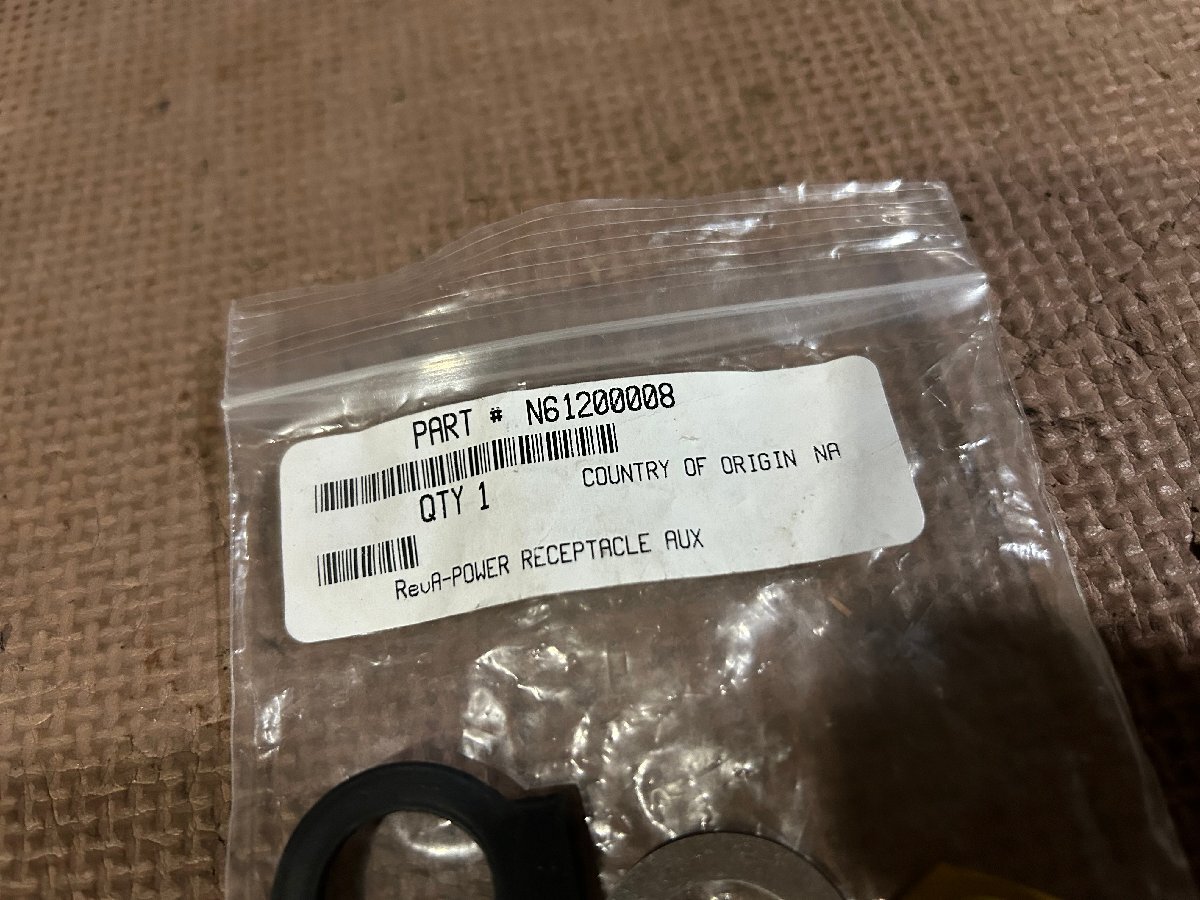 PART # N61200008
COUNTRY OF ORIGIN NA
QTY 1
RevA-POWER RECEPTACLE AUX